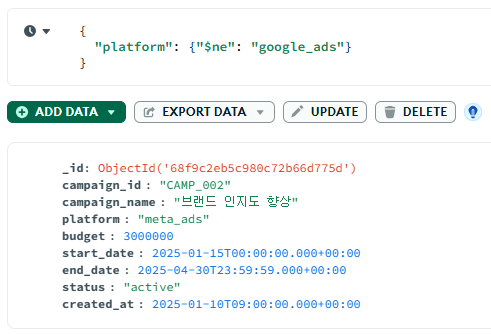 {
"platform": {"$ne": "google_ads"}
}
ADD DATA EXPORT DATA UPDATE DELETE
_id: ObjectId('68f9c2eb5c980c72b66d775d')
campaign_id : "CAMP_002"
campaign_name : "브랜드 인지도 향상"
platform : "meta_ads"
budget : 3000000
start_date : 2025-01-15T00:00:00.000+00:00
end_date : 2025-04-30T23:59:59.000+00:00
status : "active"
created_at : 2025-01-10T09:00:00.000+00:00